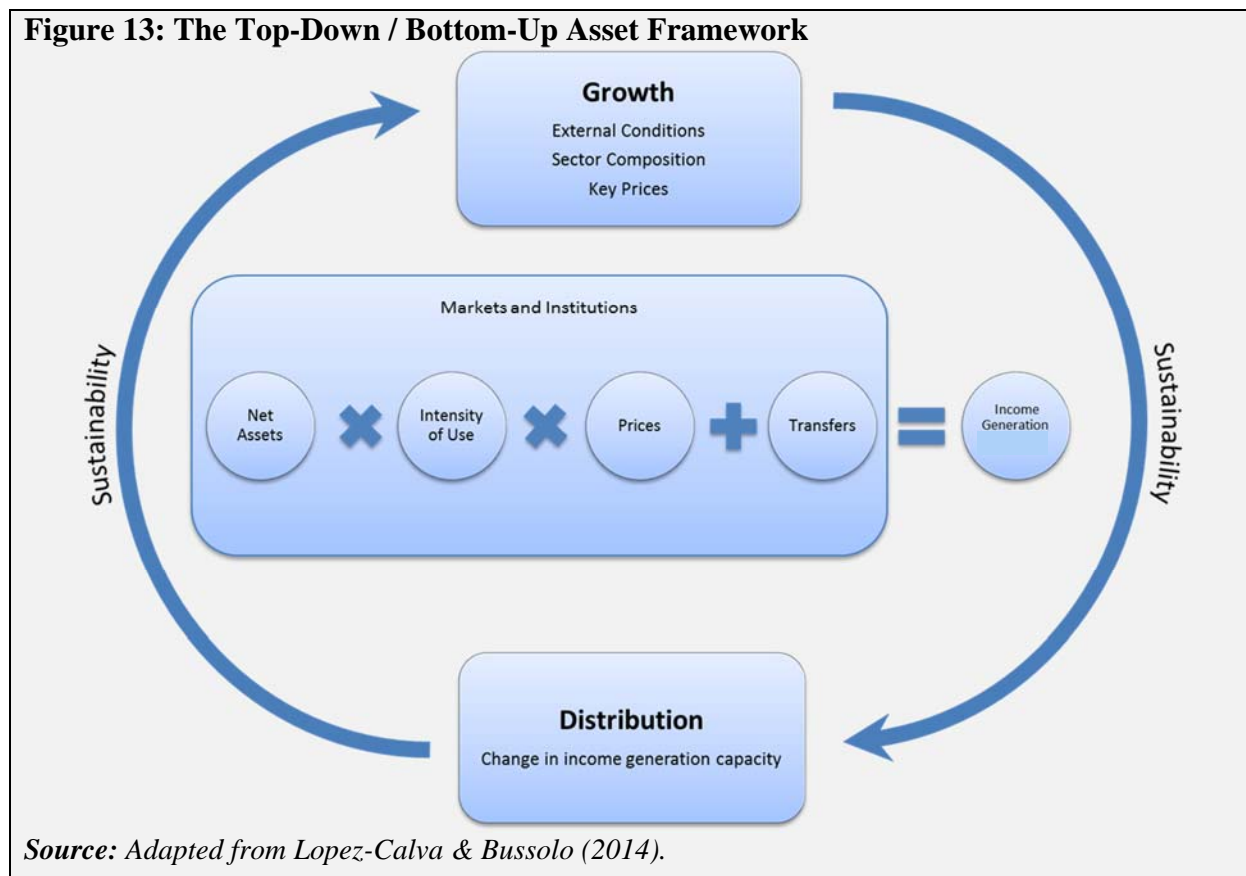 Figure 13: The Top-Down / Bottom-Up Asset Framework
Growth
External Conditions
Sector Composition
Key Prices
Markets and Institutions
Net
Assets
Intensity
of Use
Prices
Transfers
Income
Generation
Sustainability
Sustainability
Distribution
Change in income generation capacity
Source: Adapted from Lopez-Calva & Bussolo (2014).